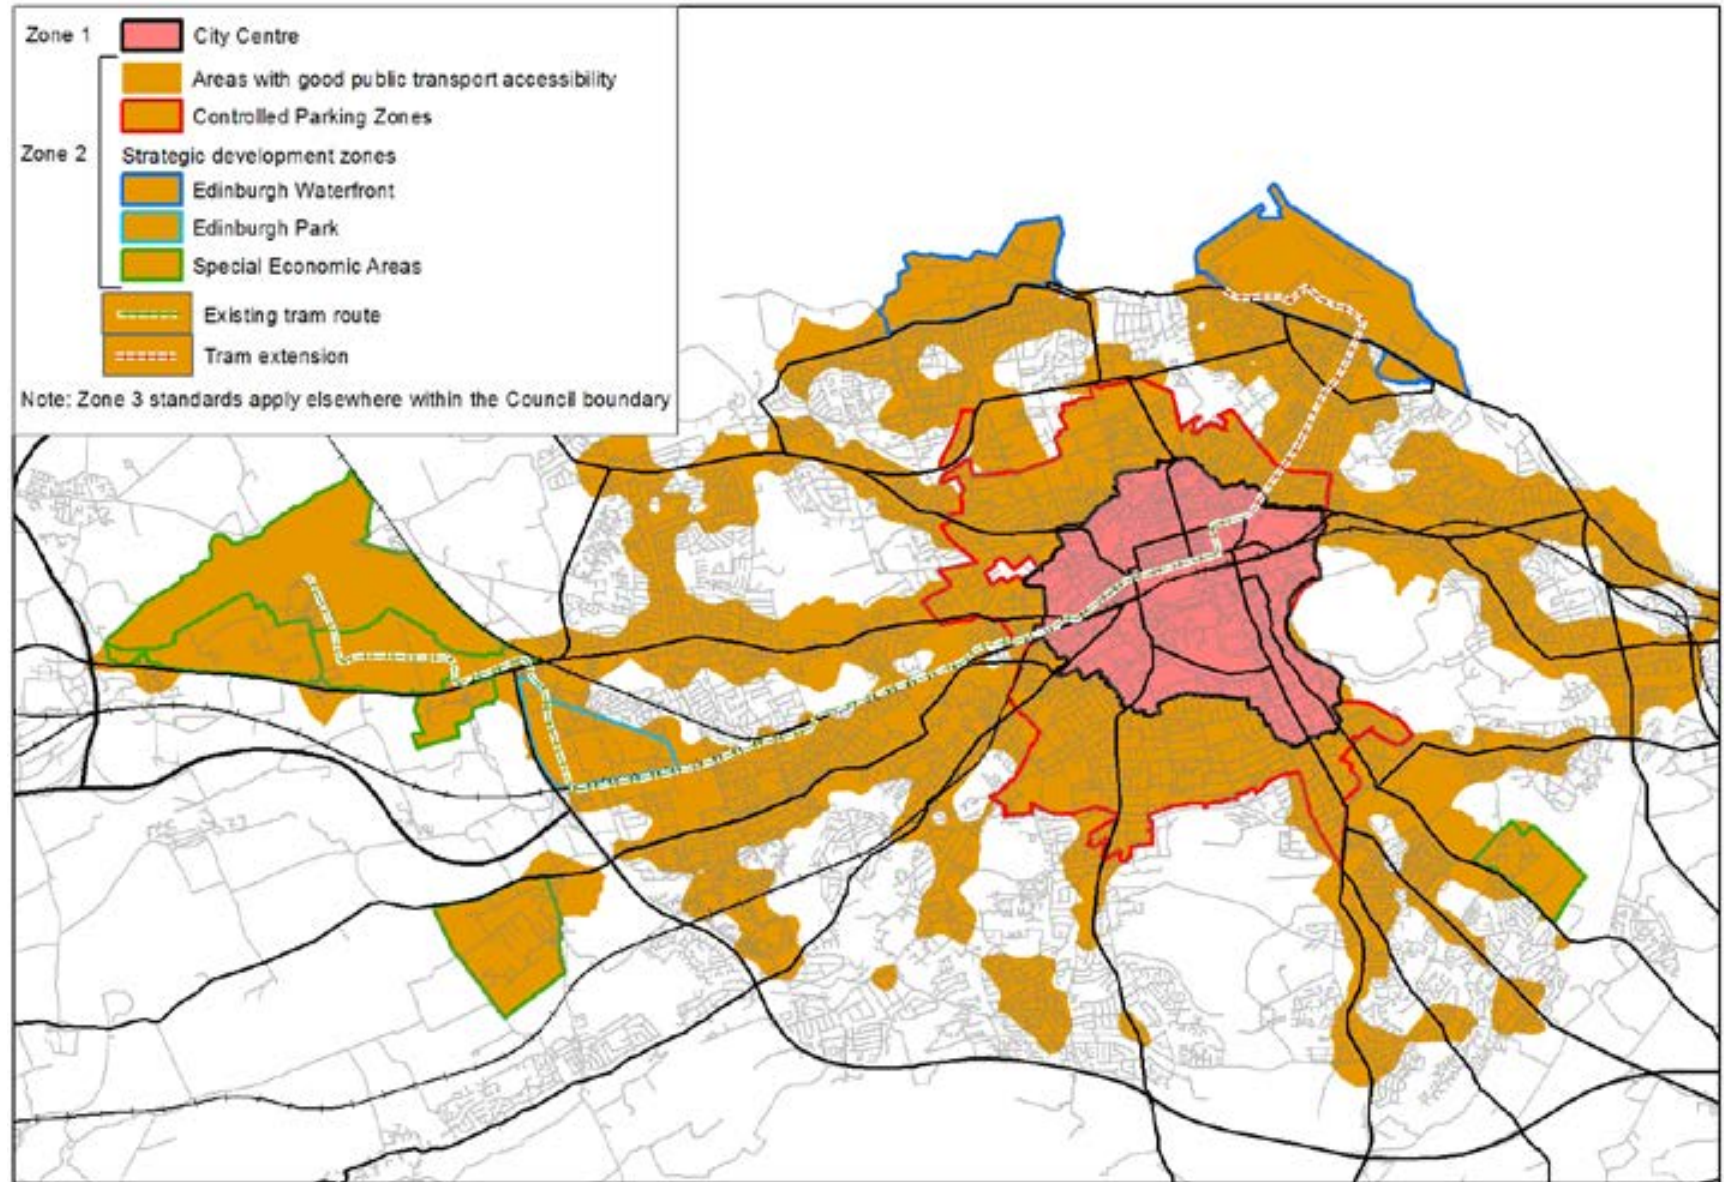 Zone 1 City Centre
Areas with good public transport accessibility
Controlled Parking Zones
Zone 2 Strategic development zones
Edinburgh Waterfront
Edinburgh Park
Special Economic Areas
Existing tram route
Tram extension
Note: Zone 3 standards apply elsewhere within the Council boundary